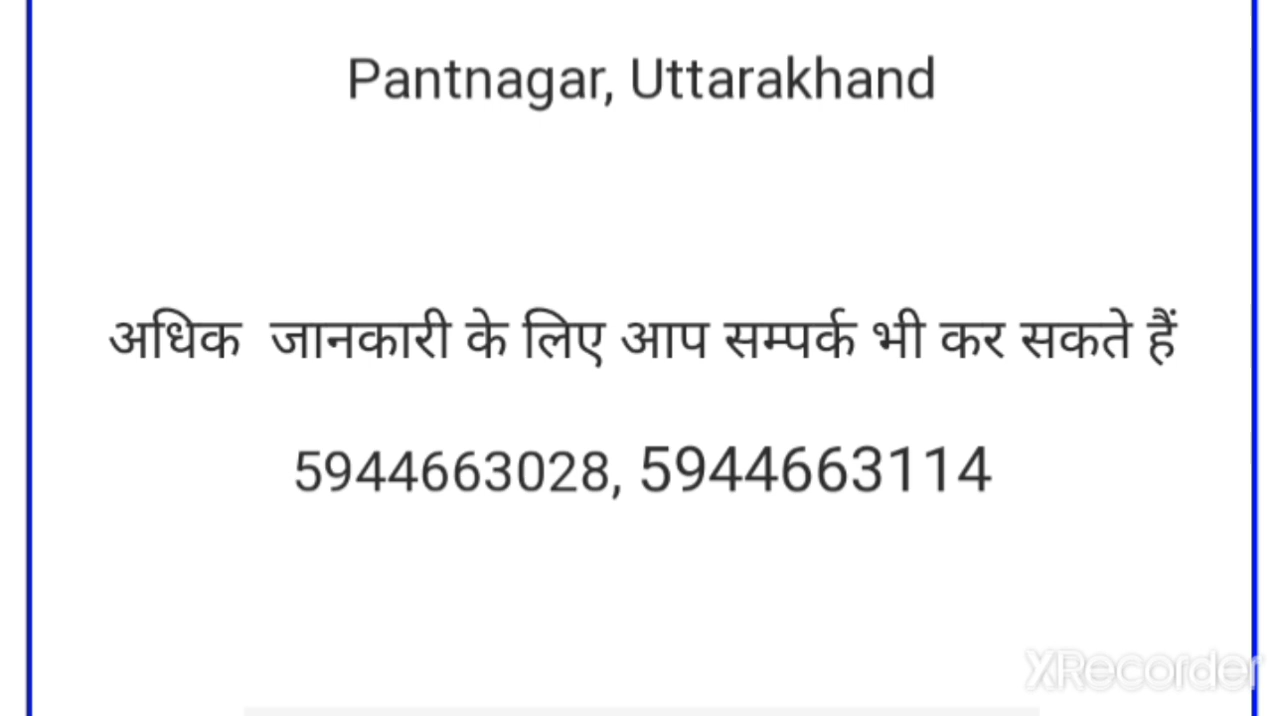 Pantnagar, Uttarakhand
अधिक जानकारी के लिए आप सम्पर्क भी कर सकते हैं
5944663028, 5944663114
XRecorder